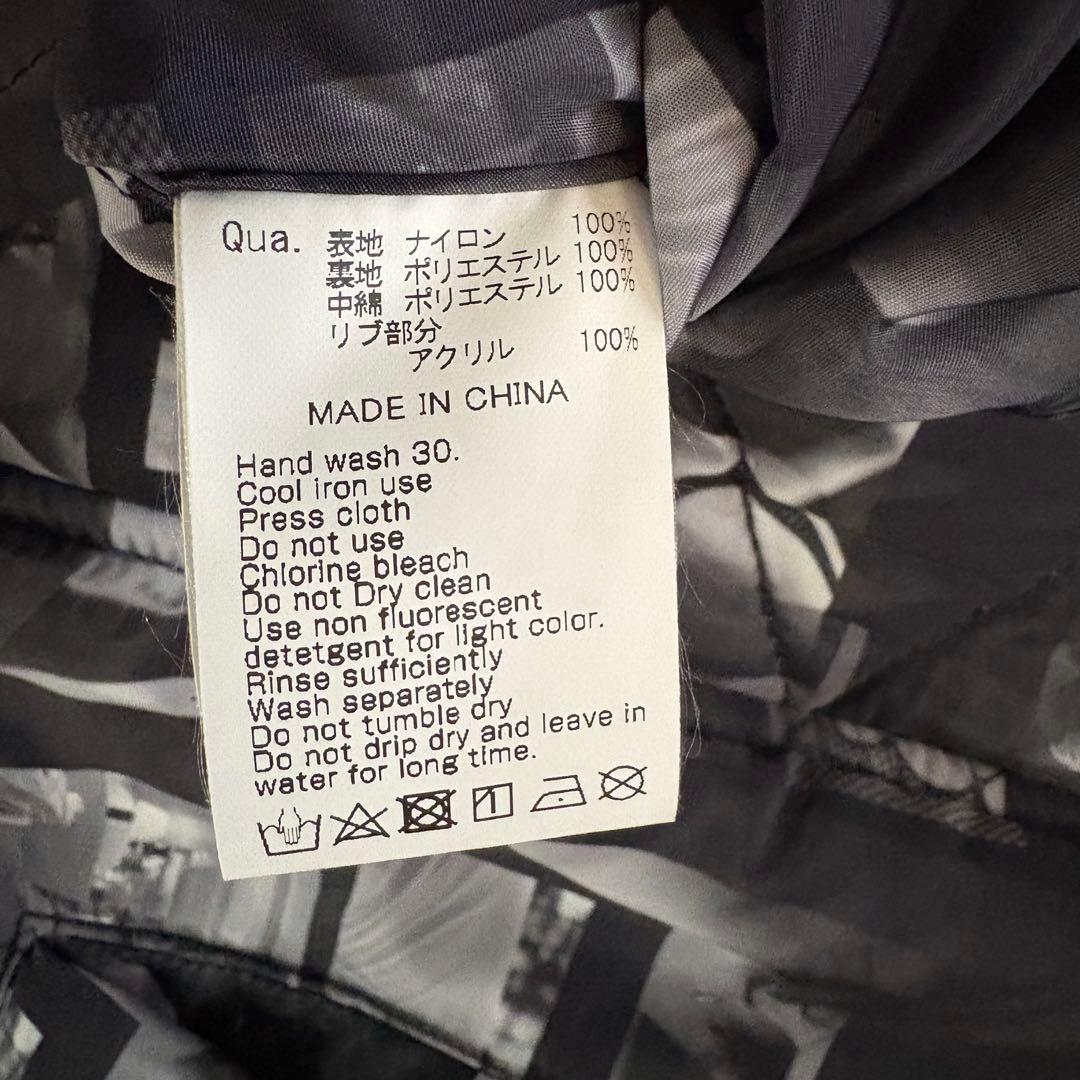 Qua. 表地 ナイロン 100%
裏地 ポリエステル 100%
中綿 ポリエステル 100%
リブ部分
アクリル 100%
MADE IN CHINA
Hand wash 30.
Cool iron use
Press cloth
Do not use
Chlorine bleach
Do not Dry clean
Use non fluorescent
detetgent for light color.
Rinse sufficiently
Wash separately
Do not tumble dry
Do not drip dry and leave in
water for long time.